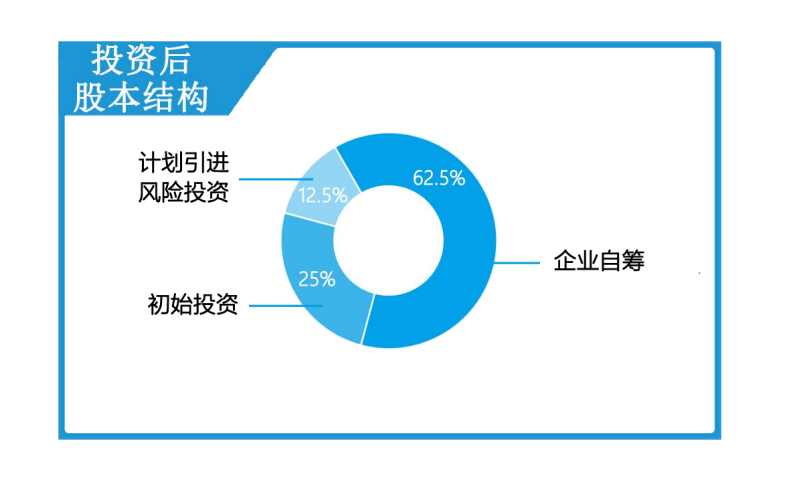 投资后
股本结构
计划引进
风险投资
12.5%
62.5%
企业自筹
25%
初始投资